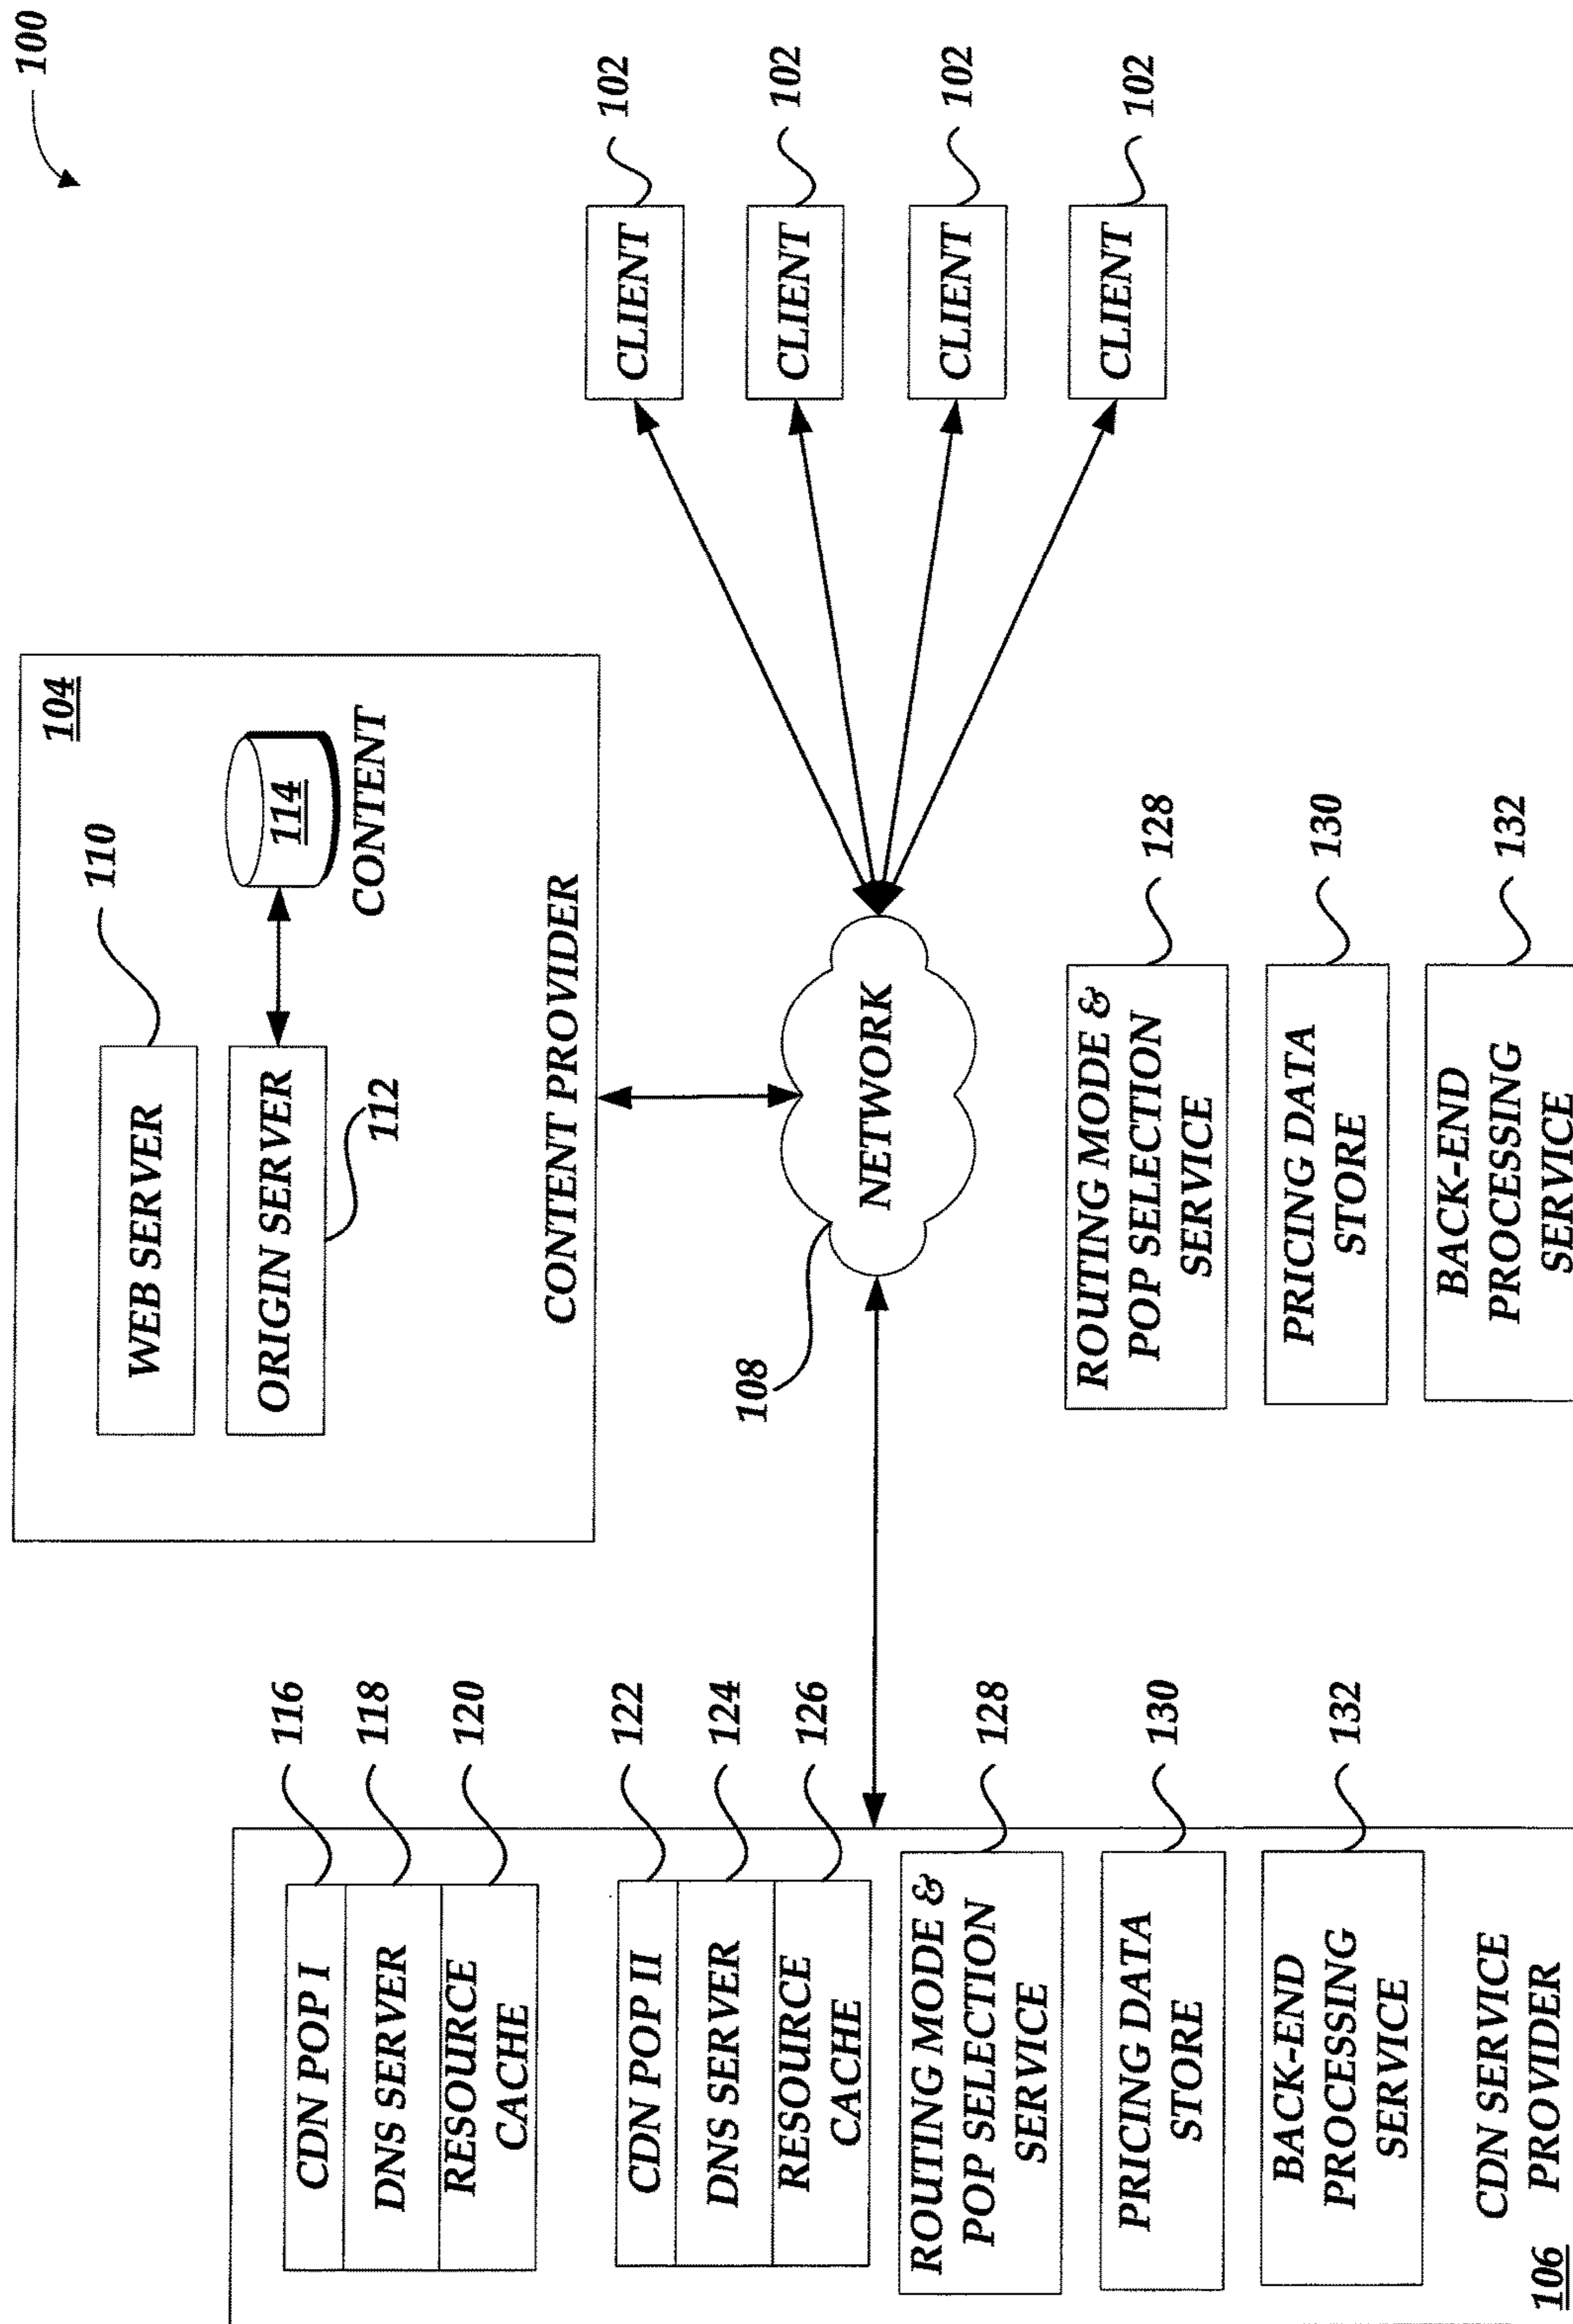 100
104
WEB SERVER
110
ORIGIN SERVER
112
114
CONTENT
CONTENT PROVIDER
CLIENT
102
CLIENT
102
CLIENT
102
CLIENT
102
NETWORK
108
CDN POP I
116
DNS SERVER
118
RESOURCE
CACHE
120
CDN POP II
122
DNS SERVER
124
RESOURCE
CACHE
126
ROUTING MODE &
POP SELECTION
SERVICE
128
PRICING DATA
STORE
130
BACK-END
PROCESSING
SERVICE
132
CDN SERVICE
PROVIDER
106
ROUTING MODE &
POP SELECTION
SERVICE
128
PRICING DATA
STORE
130
BACK-END
PROCESSING
SERVICE
132